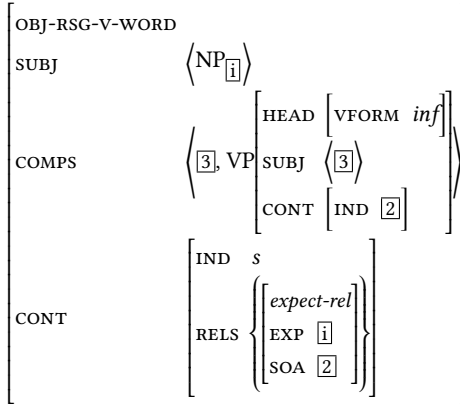 OBJ-RSG-V-WORD
SUBJ ⟨NP[i]⟩
HEAD [VFORM inf]
COMPS ⟨[3], VP SUBJ ⟨[3]⟩⟩
CONT [IND [2]]
IND s
expect-rel
CONT RELS EXP [i]
SOA [2]